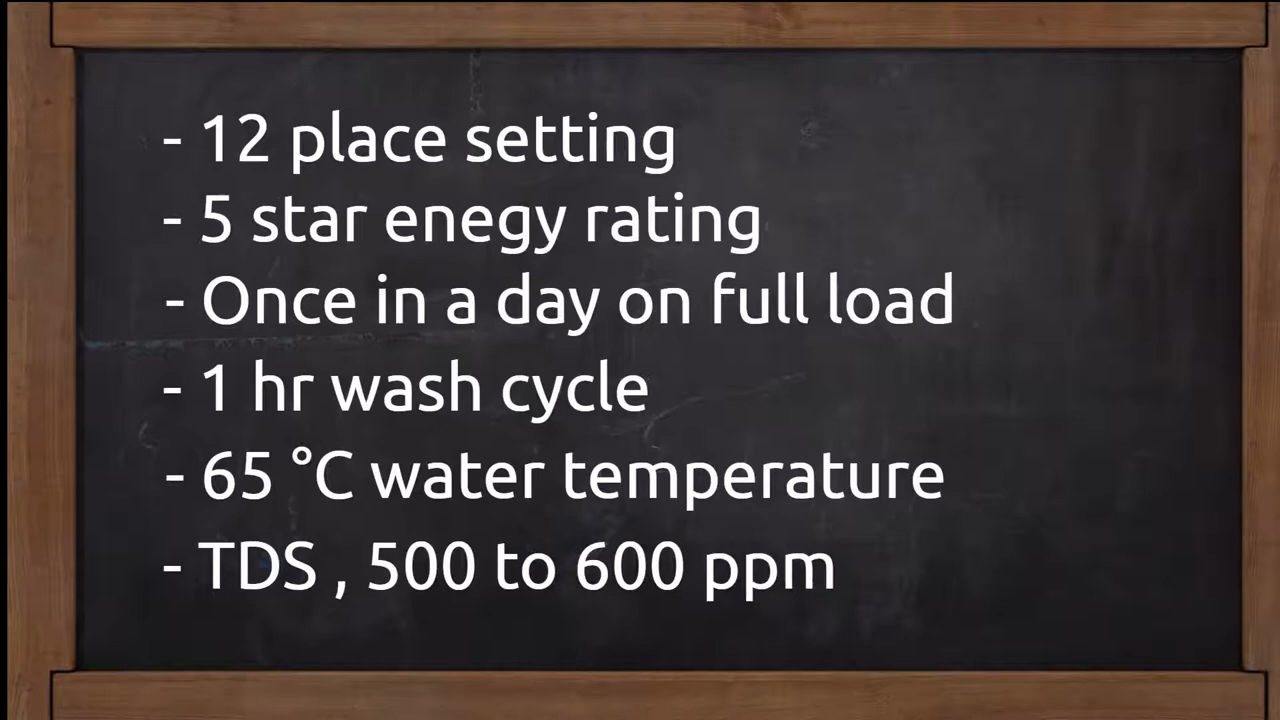 - 12 place setting
- 5 star enegy rating
- Once in a day on full load
- 1 hr wash cycle
- 65 °C water temperature
- TDS , 500 to 600 ppm